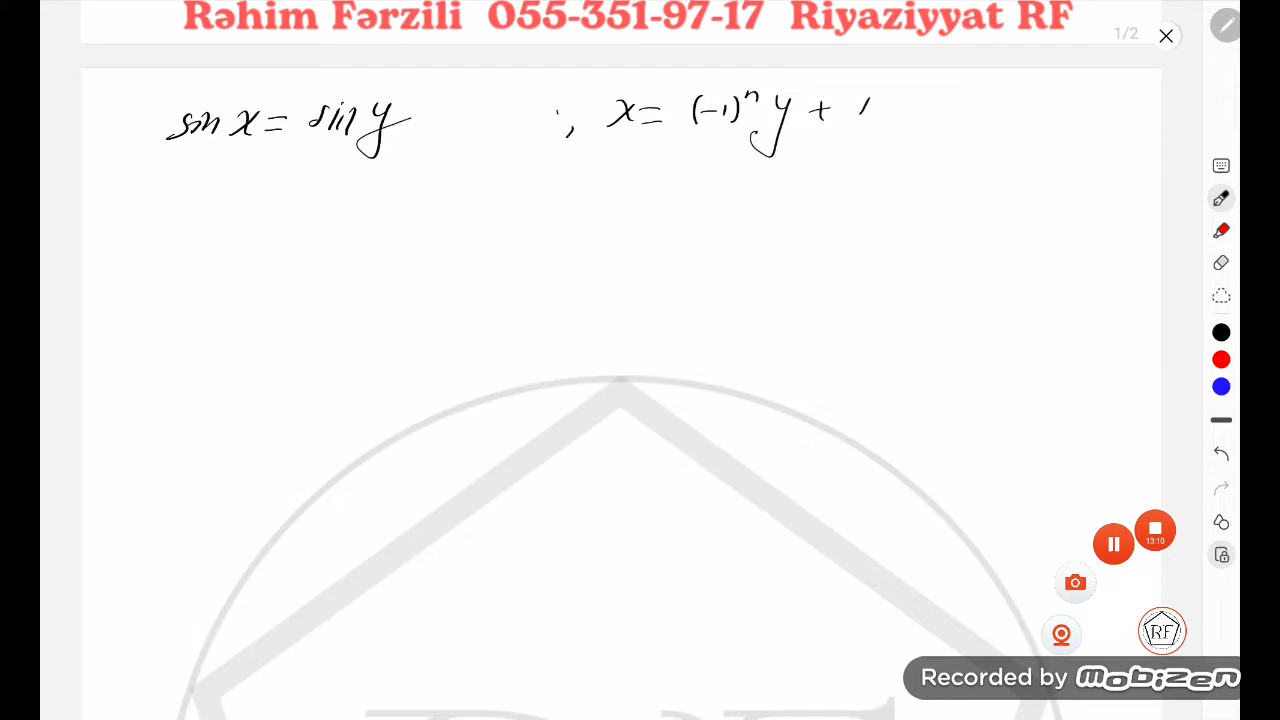 Rəhim Fərzili 055-351-97-17 Riyaziyyat RF
1/2
sin x = sin y ; x = (-1)ⁿ y +
13:10
RF
Recorded by mobizen